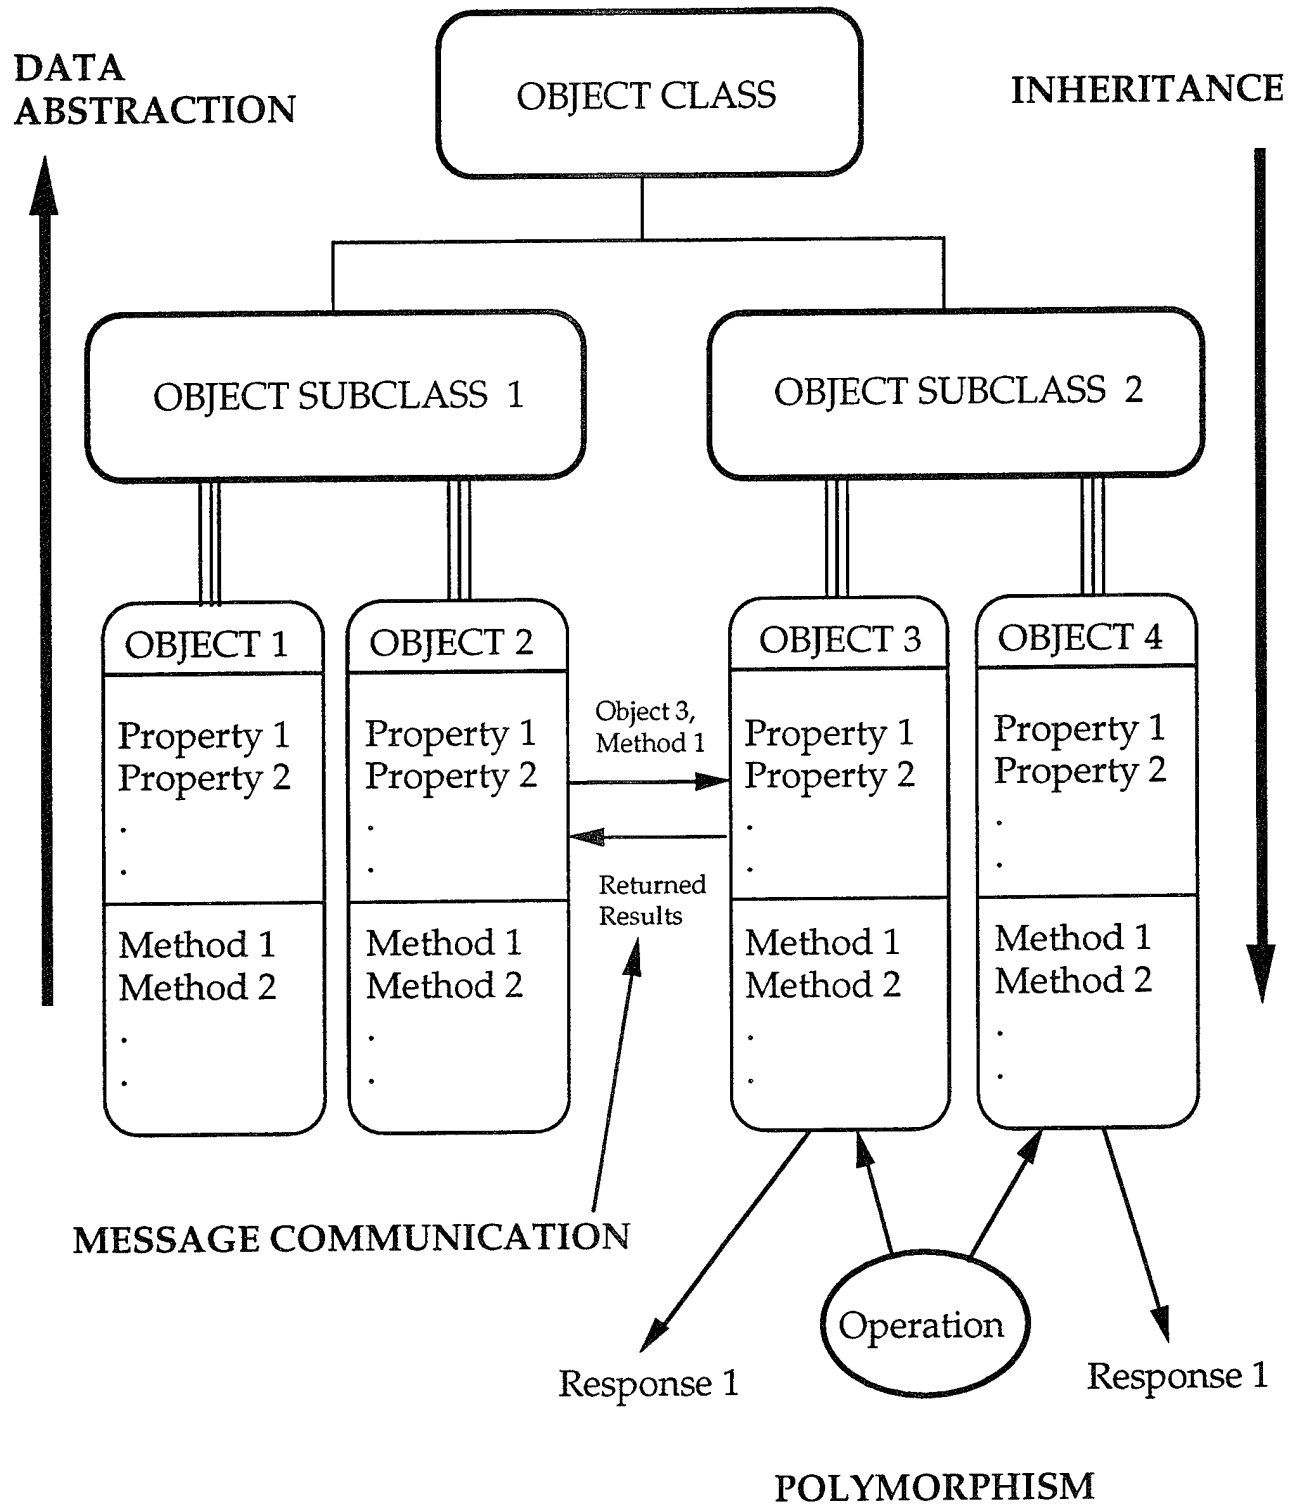 DATA
ABSTRACTION
OBJECT CLASS
INHERITANCE
OBJECT SUBCLASS 1
OBJECT SUBCLASS 2
OBJECT 1
Property 1
Property 2
.
.
Method 1
Method 2
.
.
OBJECT 2
Property 1
Property 2
.
.
Method 1
Method 2
.
.
Object 3,
Method 1
Returned
Results
OBJECT 3
Property 1
Property 2
.
.
Method 1
Method 2
.
.
OBJECT 4
Property 1
Property 2
.
.
Method 1
Method 2
.
.
MESSAGE COMMUNICATION
Operation
Response 1
Response 1
POLYMORPHISM